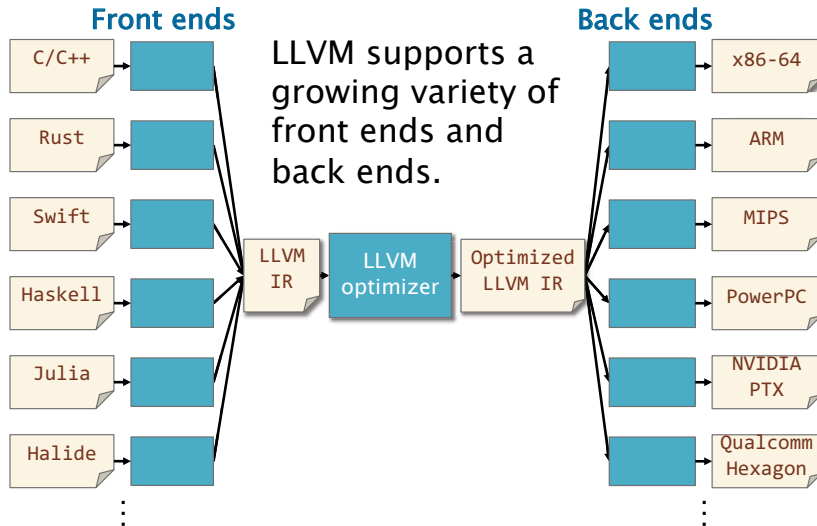 Front ends
Back ends
LLVM supports a
growing variety of
front ends and
back ends.
C/C++
Rust
Swift
Haskell
Julia
Halide
LLVM
IR
LLVM
optimizer
Optimized
LLVM IR
x86-64
ARM
MIPS
PowerPC
NVIDIA
PTX
Qualcomm
Hexagon